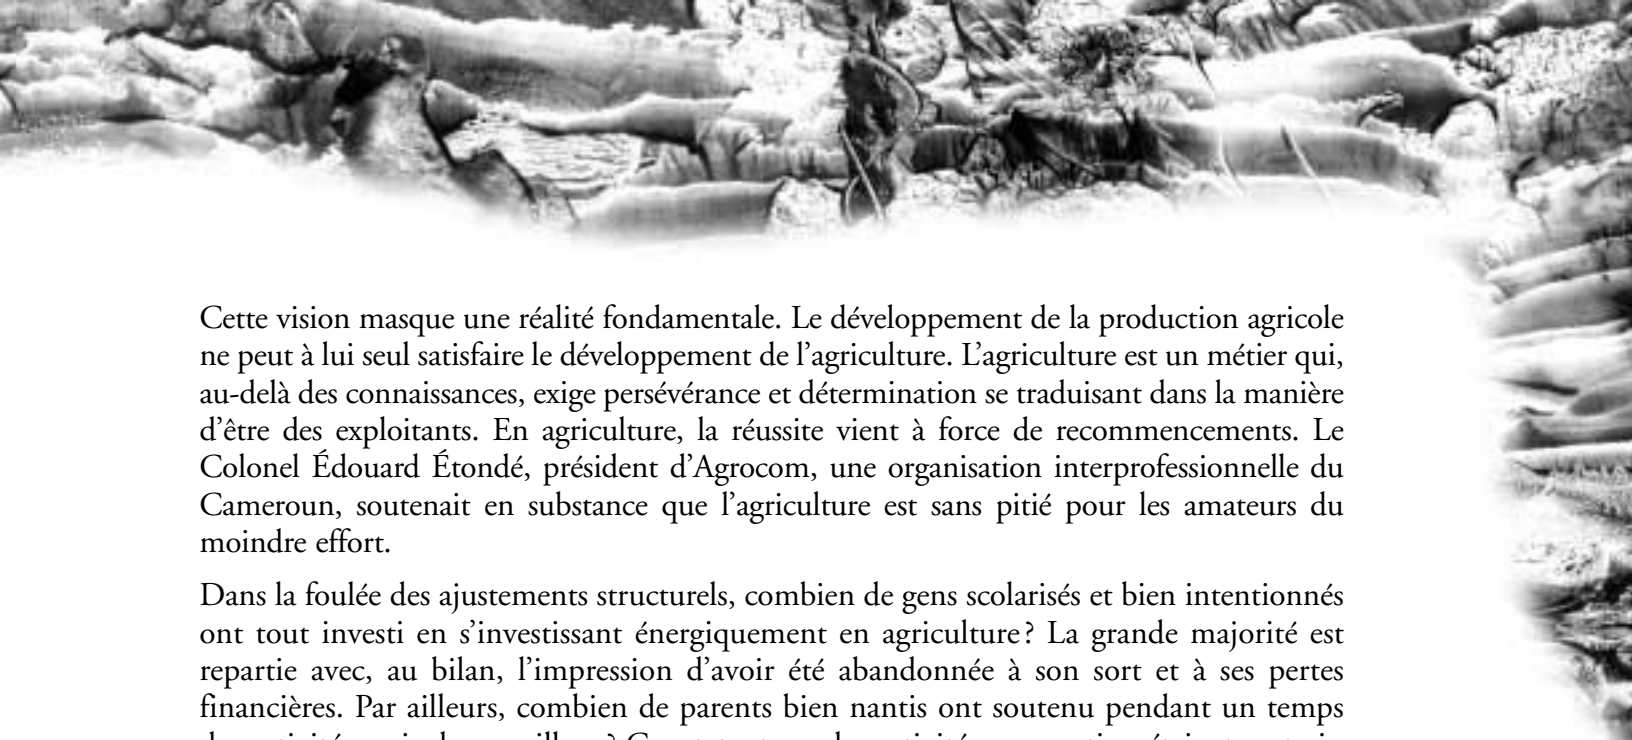 Cette vision masque une réalité fondamentale. Le développement de la production agricole
ne peut à lui seul satisfaire le développement de l’agriculture. L’agriculture est un métier qui,
au-delà des connaissances, exige persévérance et détermination se traduisant dans la manière
d’être des exploitants. En agriculture, la réussite vient à force de recommencements. Le
Colonel Édouard Étondé, président d’Agrocom, une organisation interprofessionnelle du
Cameroun, soutenait en substance que l’agriculture est sans pitié pour les amateurs du
moindre effort.
Dans la foulée des ajustements structurels, combien de gens scolarisés et bien intentionnés
ont tout investi en s’investissant énergiquement en agriculture ? La grande majorité est
repartie avec, au bilan, l’impression d’avoir été abandonnée à son sort et à ses pertes
financières. Par ailleurs, combien de parents bien nantis ont soutenu pendant un temps